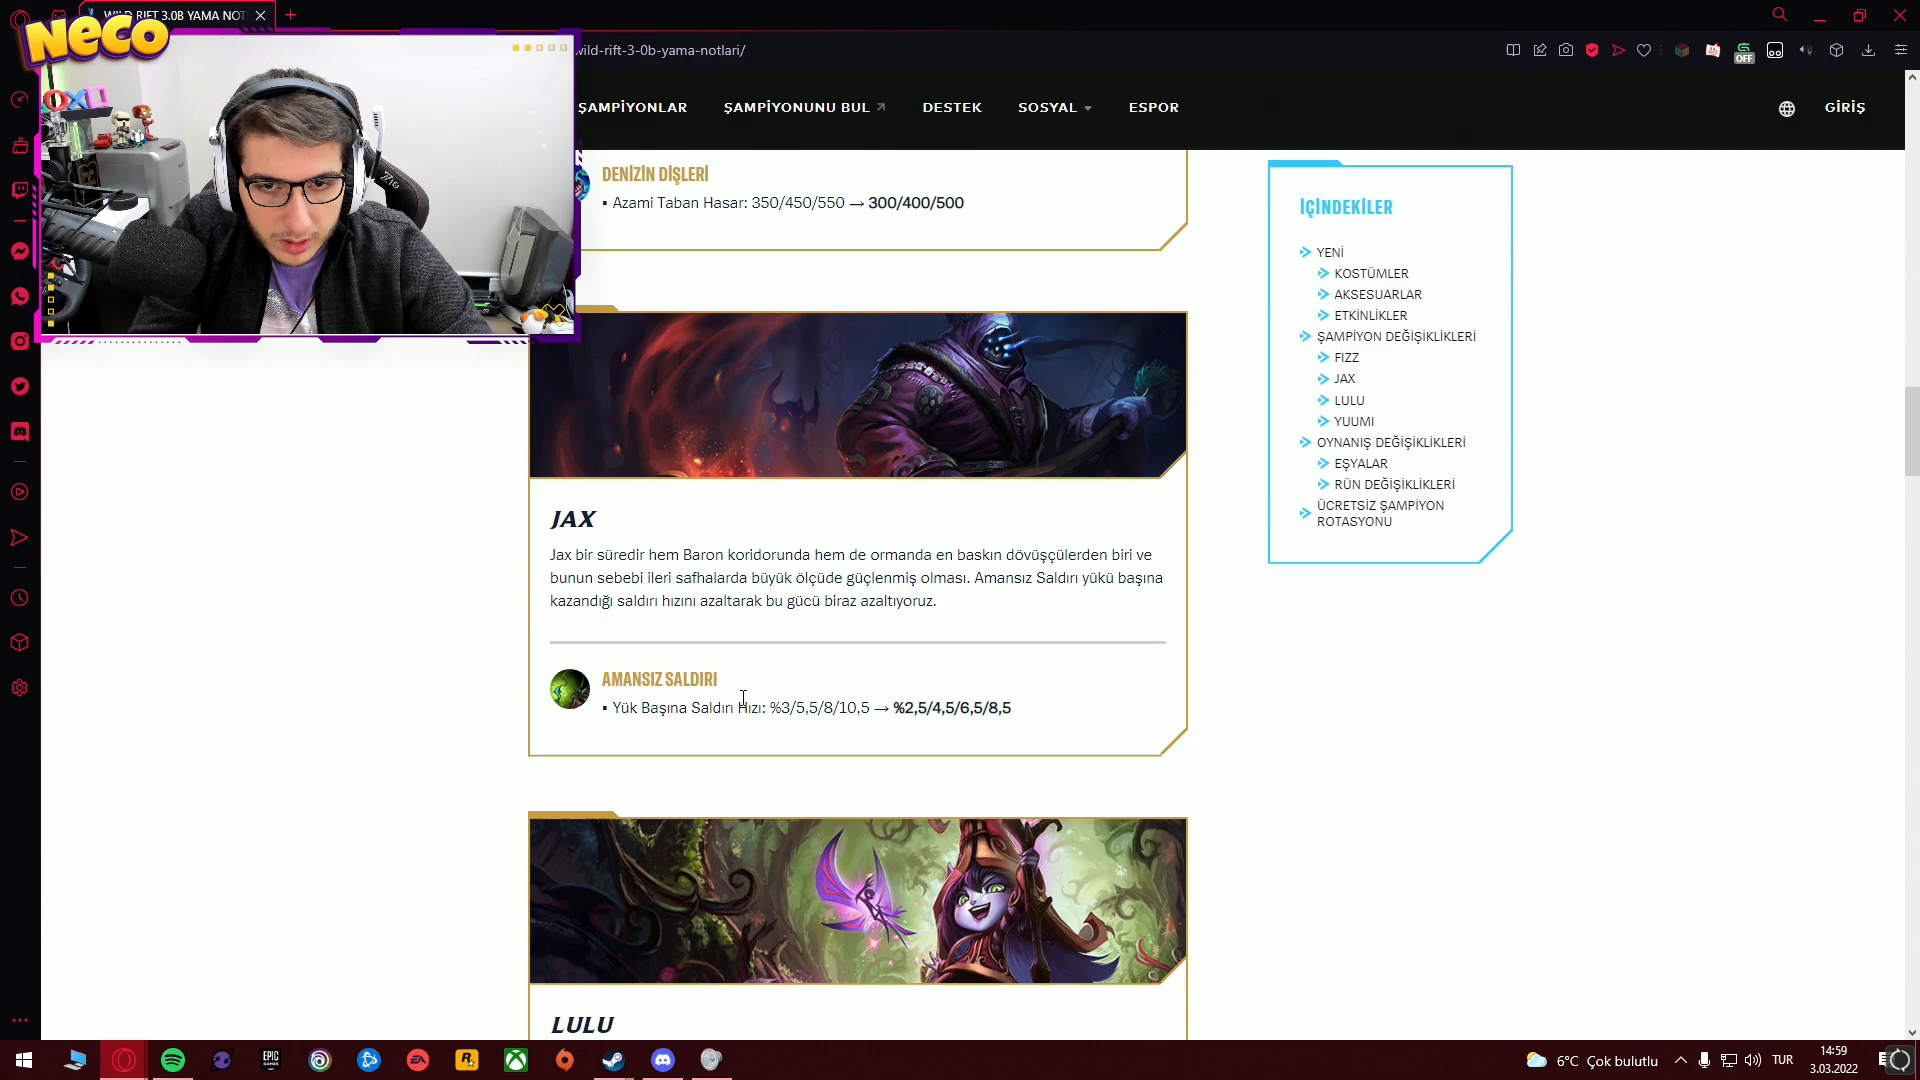 WILD RIFT 3.0B YAMA NOT
Neco
wild-rift-3-0b-yama-notlari/
OFF
ŞAMPİYONLAR
ŞAMPİYONUNU BUL
DESTEK
SOSYAL
ESPOR
GİRİŞ
DENİZİN DİŞLERİ
▪ Azami Taban Hasar: 350/450/550 → 300/400/500
JAX
Jax bir süredir hem Baron koridorunda hem de ormanda en baskın dövüşçülerden biri ve
bunun sebebi ileri safhalarda büyük ölçüde güçlenmiş olması. Amansız Saldırı yükü başına
kazandığı saldırı hızını azaltarak bu gücü biraz azaltıyoruz.
AMANSIZ SALDIRI
▪ Yük Başına Saldırı Hızı: %3/5,5/8/10,5 → %2,5/4,5/6,5/8,5
LULU
İÇİNDEKİLER
YENİ
KOSTÜMLER
AKSESUARLAR
ETKİNLİKLER
ŞAMPİYON DEĞİŞİKLİKLERİ
FIZZ
JAX
LULU
YUUMI
OYNANIŞ DEĞİŞİKLİKLERİ
EŞYALAR
RÜN DEĞİŞİKLİKLERİ
ÜCRETSİZ ŞAMPİYON
ROTASYONU
EPIC
GAMES
EA
R
6°C Çok bulutlu
TUR
14:59
3.03.2022